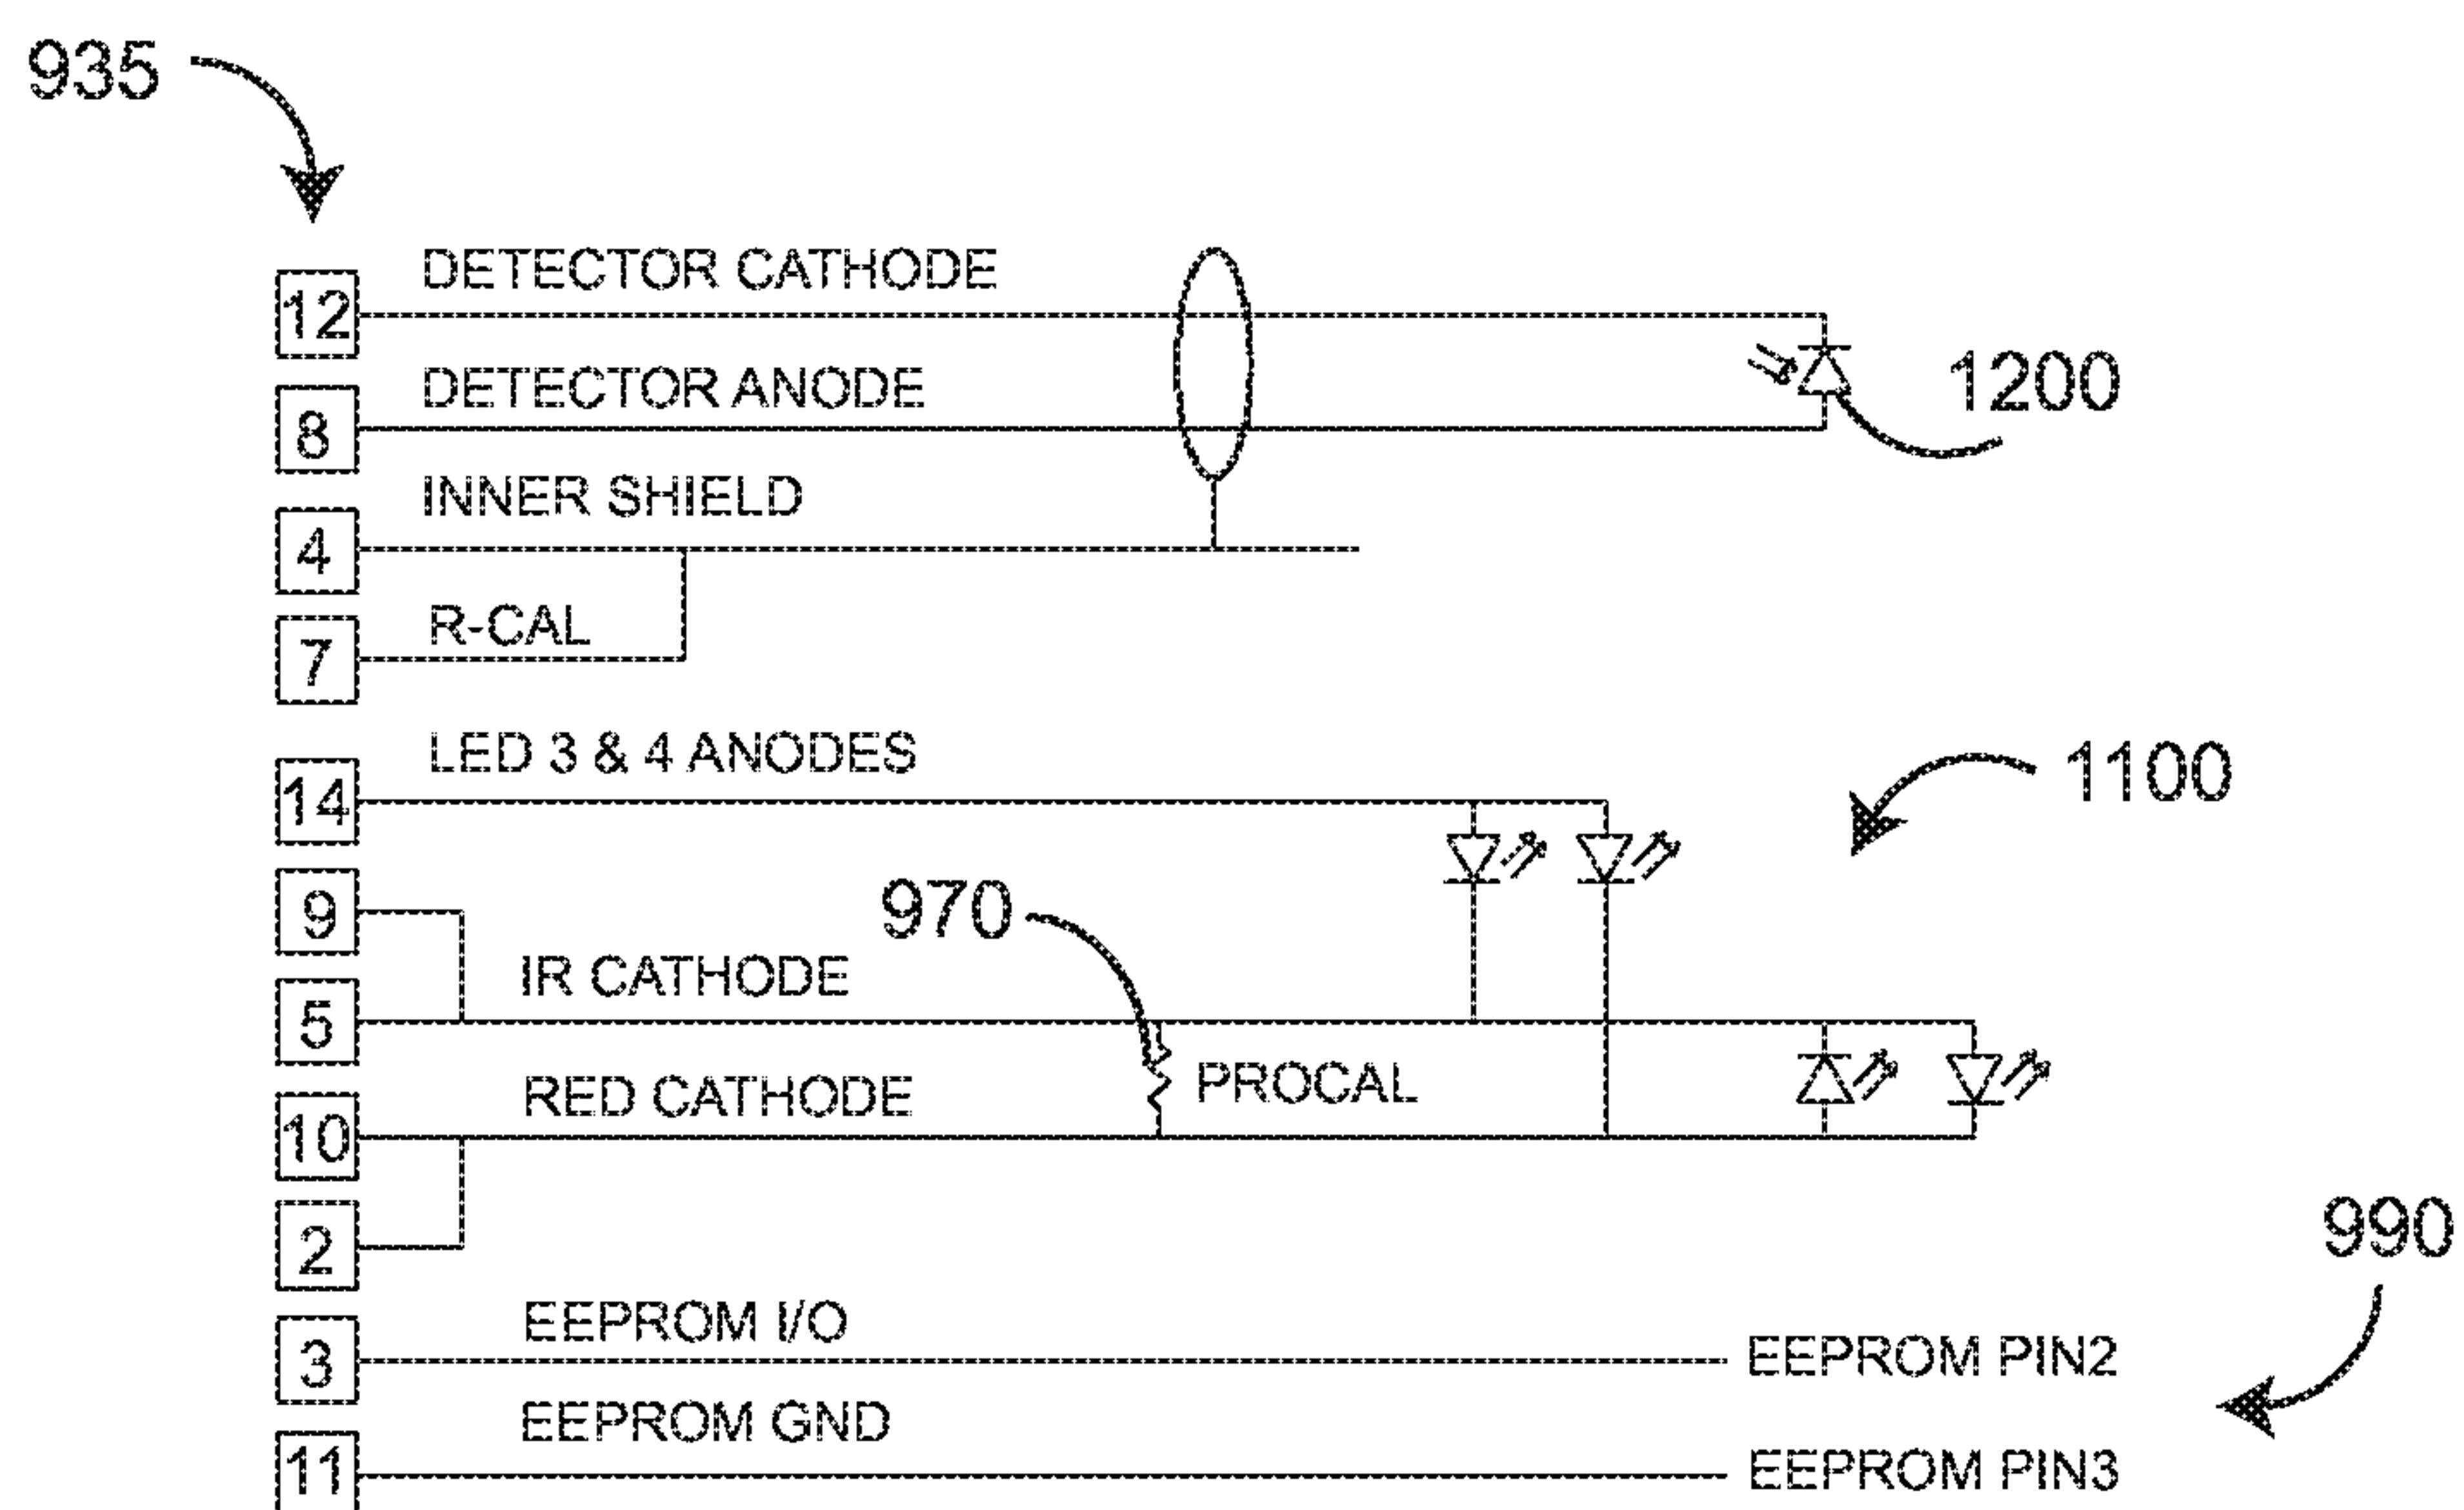 935
DETECTOR CATHODE
12
DETECTOR ANODE
1200
8
INNER SHIELD
4
R-CAL
7
LED 3 & 4 ANODES
1100
14
970
9
IR CATHODE
5
PROCAL
RED CATHODE
10
990
2
EEPROM I/O
3
EEPROM PIN2
EEPROM GND
11
EEPROM PIN3